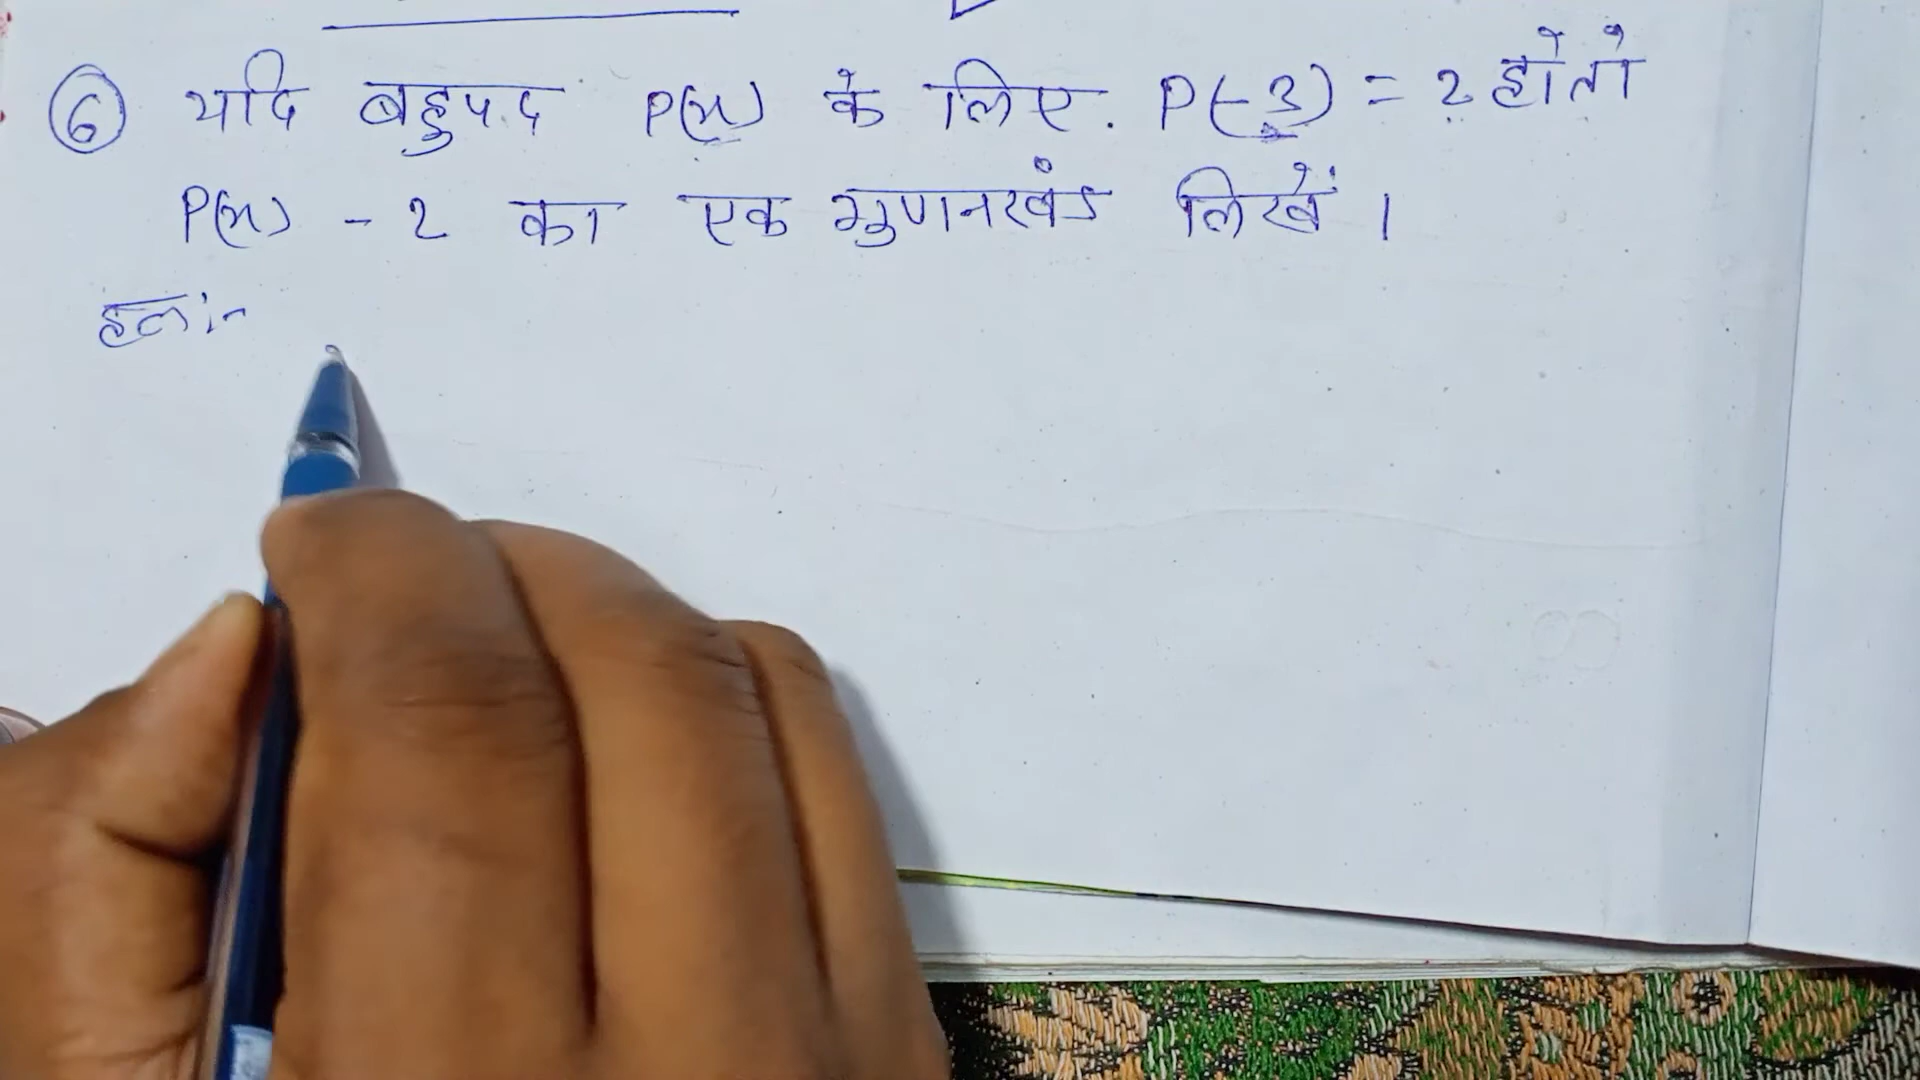 ⑥ यदि बहुपद P(x) के लिए. P(-3) = 2 हो तो
P(x) - 2 का एक गुणनखंड लिखें ।
हल :-